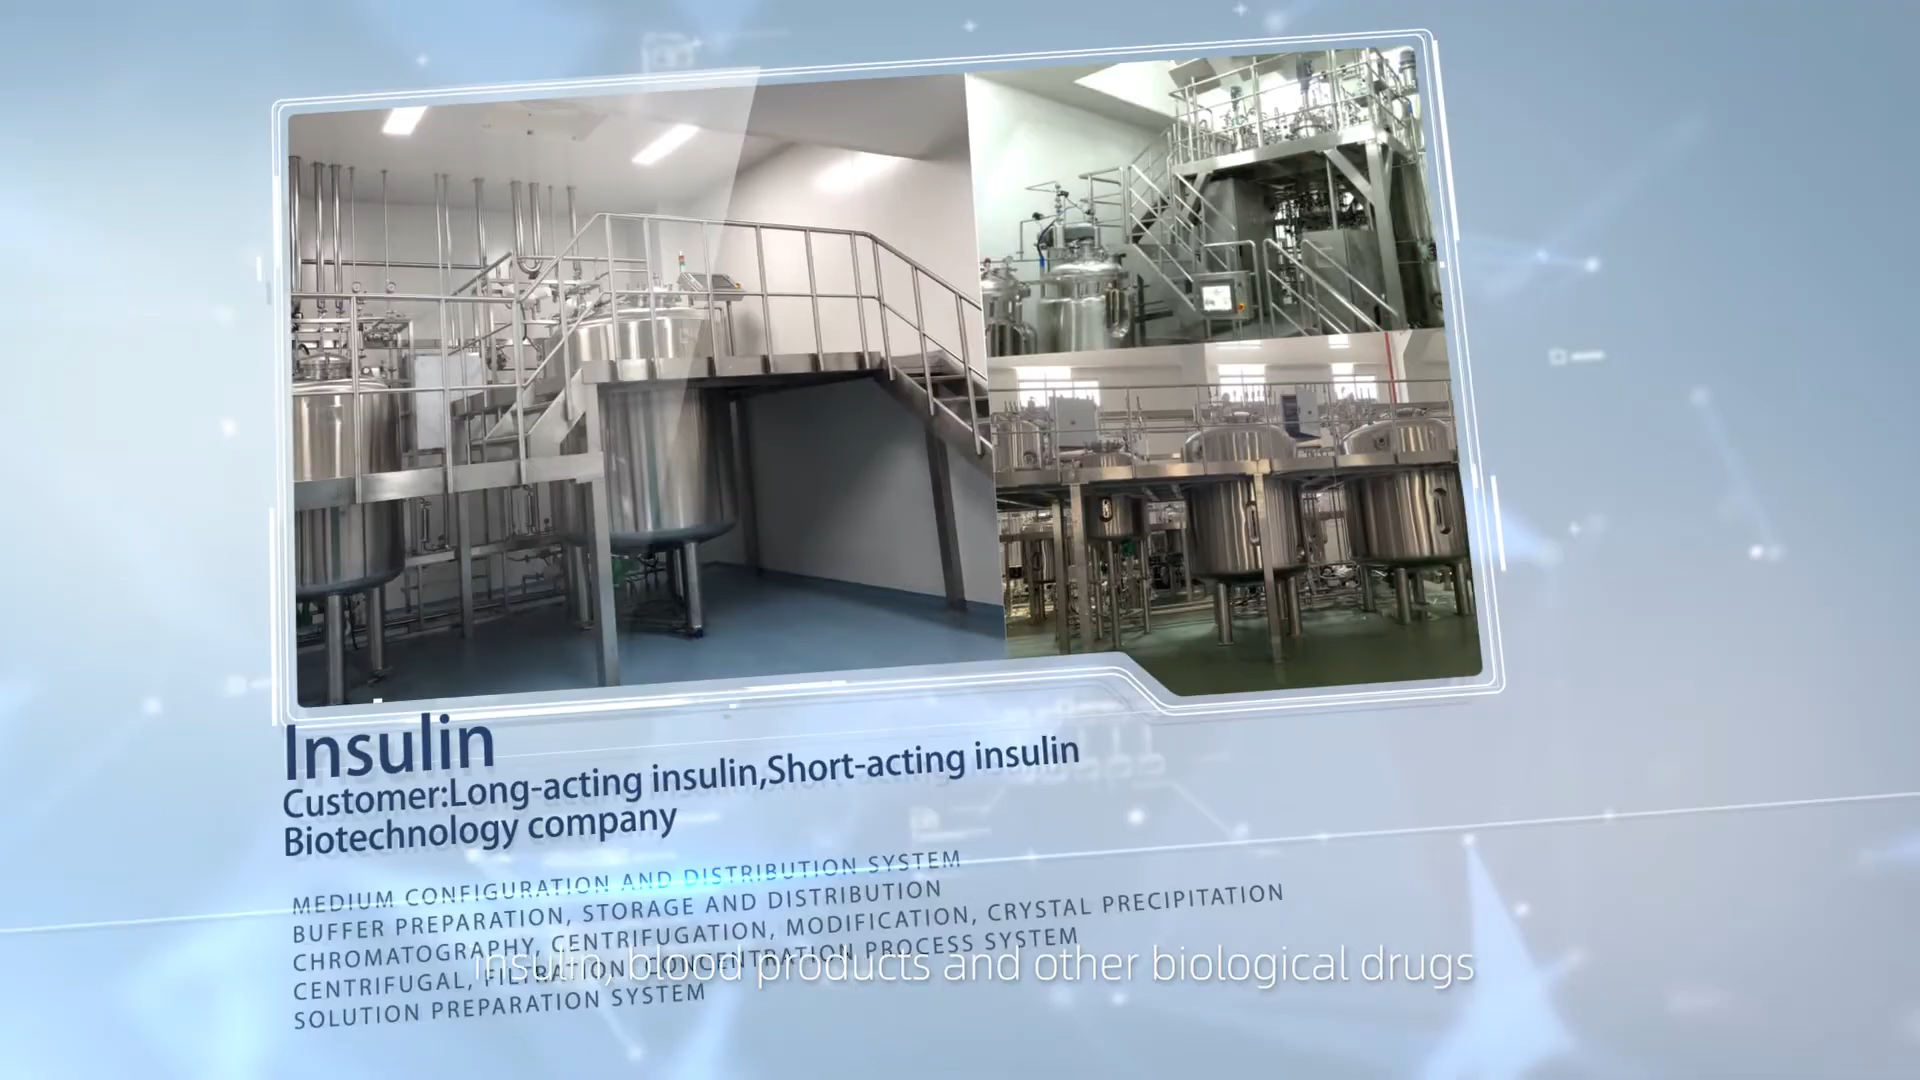 Insulin
Customer:Long-acting insulin,Short-acting insulin
Biotechnology company
MEDIUM CONFIGURATION AND DISTRIBUTION SYSTEM
BUFFER PREPARATION, STORAGE AND DISTRIBUTION
CHROMATOGRAPHY, CENTRIFUGATION, MODIFICATION, CRYSTAL PRECIPITATION
CENTRIFUGAL, FILTRATION, CONCENTRATION PROCESS SYSTEM
SOLUTION PREPARATION SYSTEM
insulin, blood products and other biological drugs